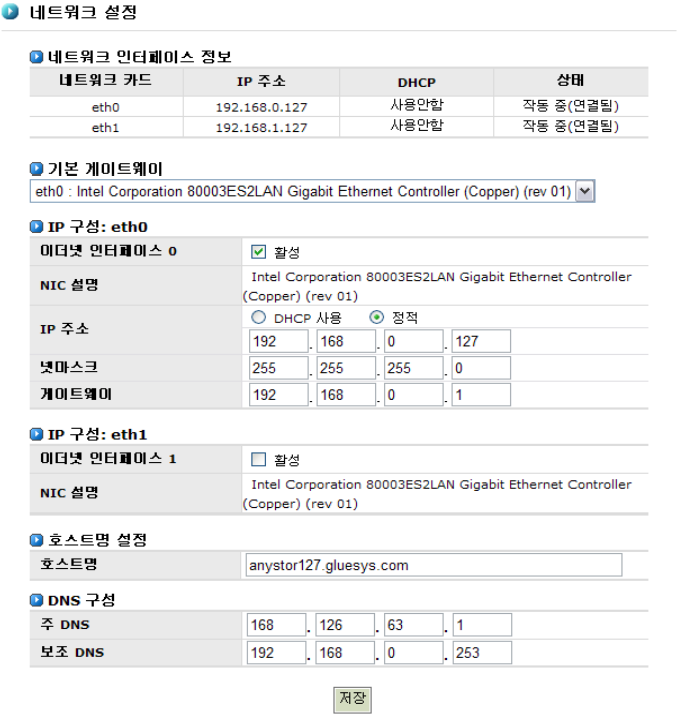 네트워크 설정
네트워크 인터페이스 정보
네트워크 카드 IP 주소 DHCP 상태
eth0 192.168.0.127 사용안함 작동 중(연결됨)
eth1 192.168.1.127 사용안함 작동 중(연결됨)
기본 게이트웨이
eth0 : Intel Corporation 80003ES2LAN Gigabit Ethernet Controller (Copper) (rev 01)
IP 구성: eth0
이더넷 인터페이스 0 활성
NIC 설명 Intel Corporation 80003ES2LAN Gigabit Ethernet Controller
(Copper) (rev 01)
IP 주소 DHCP 사용 정적
192 . 168 . 0 . 127
넷마스크 255 . 255 . 255 . 0
게이트웨이 192 . 168 . 0 . 1
IP 구성: eth1
이더넷 인터페이스 1 활성
NIC 설명 Intel Corporation 80003ES2LAN Gigabit Ethernet Controller
(Copper) (rev 01)
호스트명 설정
호스트명 anystor127.gluesys.com
DNS 구성
주 DNS 168 . 126 . 63 . 1
보조 DNS 192 . 168 . 0 . 253
저장